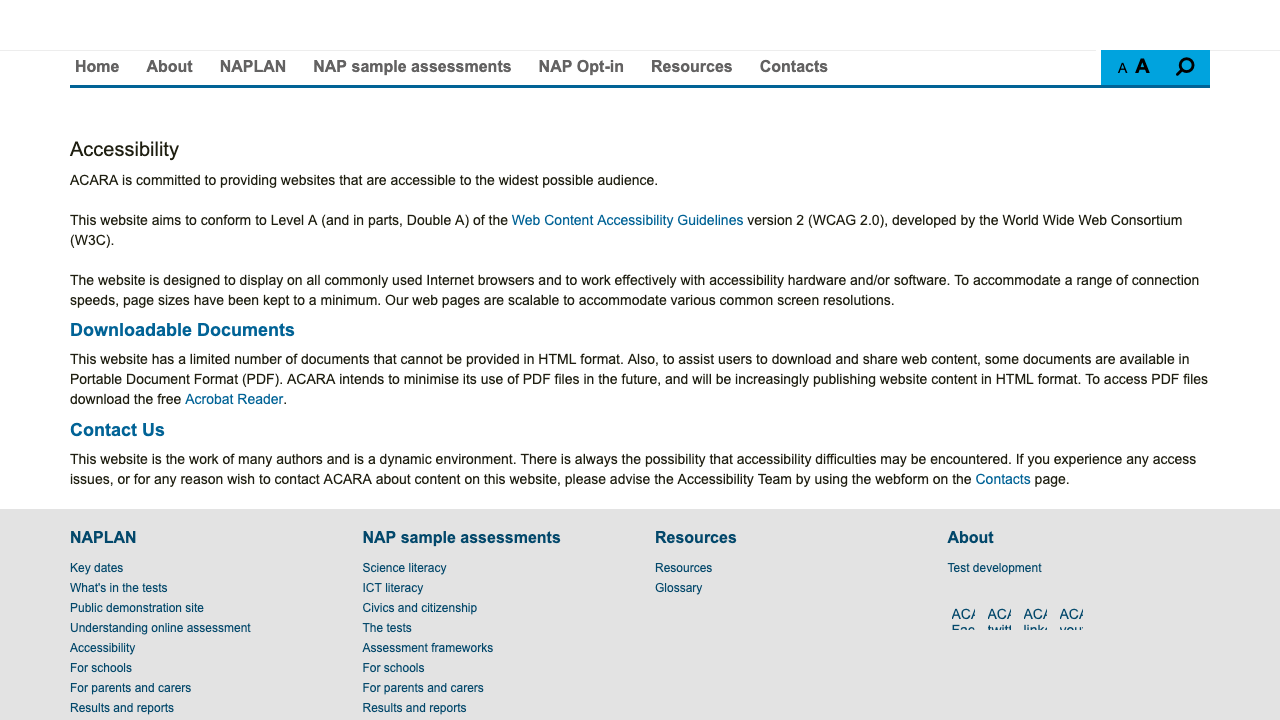 Home About NAPLAN NAP sample assessments NAP Opt-in Resources Contacts A A
Accessibility
ACARA is committed to providing websites that are accessible to the widest possible audience.
This website aims to conform to Level A (and in parts, Double A) of the Web Content Accessibility Guidelines version 2 (WCAG 2.0), developed by the World Wide Web Consortium
(W3C).
The website is designed to display on all commonly used Internet browsers and to work effectively with accessibility hardware and/or software. To accommodate a range of connection
speeds, page sizes have been kept to a minimum. Our web pages are scalable to accommodate various common screen resolutions.
Downloadable Documents
This website has a limited number of documents that cannot be provided in HTML format. Also, to assist users to download and share web content, some documents are available in
Portable Document Format (PDF). ACARA intends to minimise its use of PDF files in the future, and will be increasingly publishing website content in HTML format. To access PDF files
download the free Acrobat Reader.
Contact Us
This website is the work of many authors and is a dynamic environment. There is always the possibility that accessibility difficulties may be encountered. If you experience any access
issues, or for any reason wish to contact ACARA about content on this website, please advise the Accessibility Team by using the webform on the Contacts page.
NAPLAN
Key dates
What's in the tests
Public demonstration site
Understanding online assessment
Accessibility
For schools
For parents and carers
Results and reports
NAP sample assessments
Science literacy
ICT literacy
Civics and citizenship
The tests
Assessment frameworks
For schools
For parents and carers
Results and reports
Resources
Resources
Glossary
About
Test development